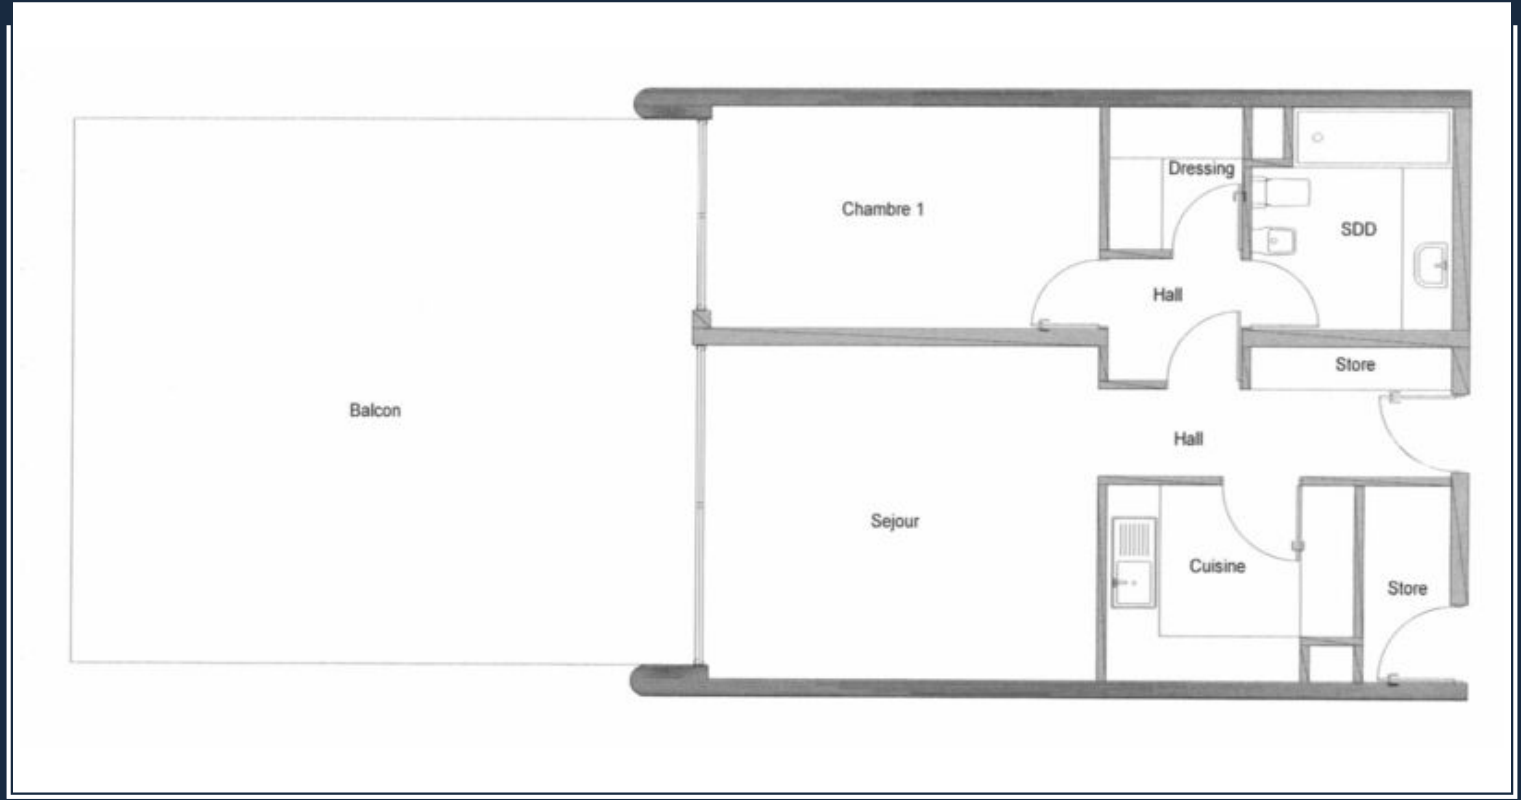 Dressing
Chambre 1
SDD
Hall
Store
Balcon
Hall
Sejour
Cuisine
Store